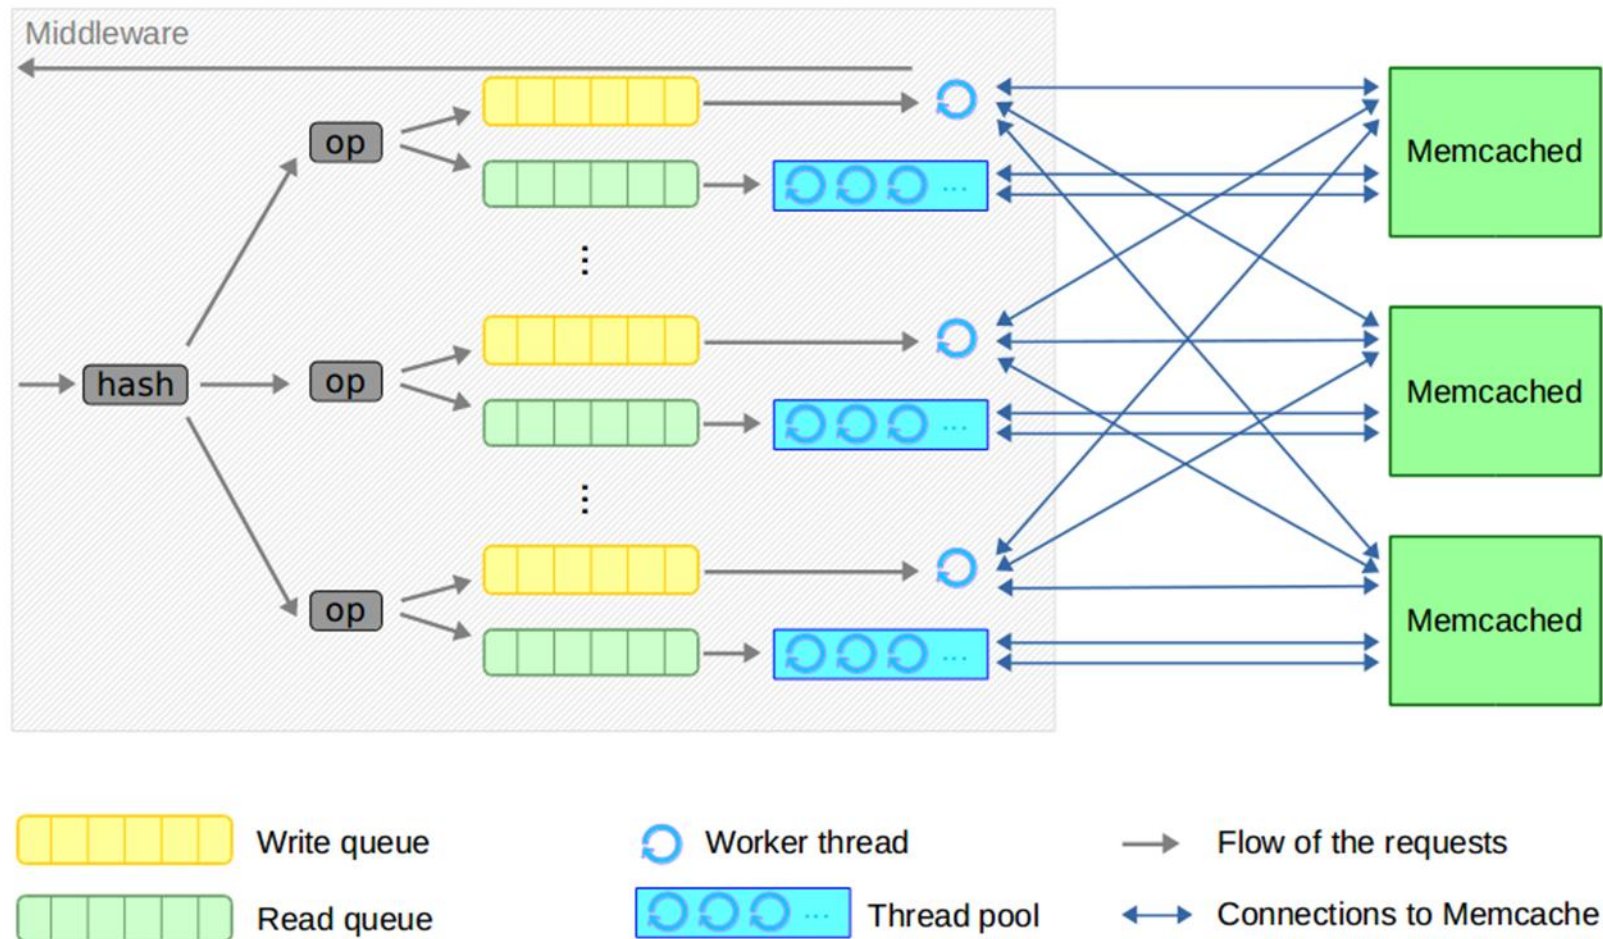 Middleware
op
Memcached
hash
op
Memcached
op
Memcached
Write queue
Worker thread
Flow of the requests
Read queue
Thread pool
Connections to Memcache